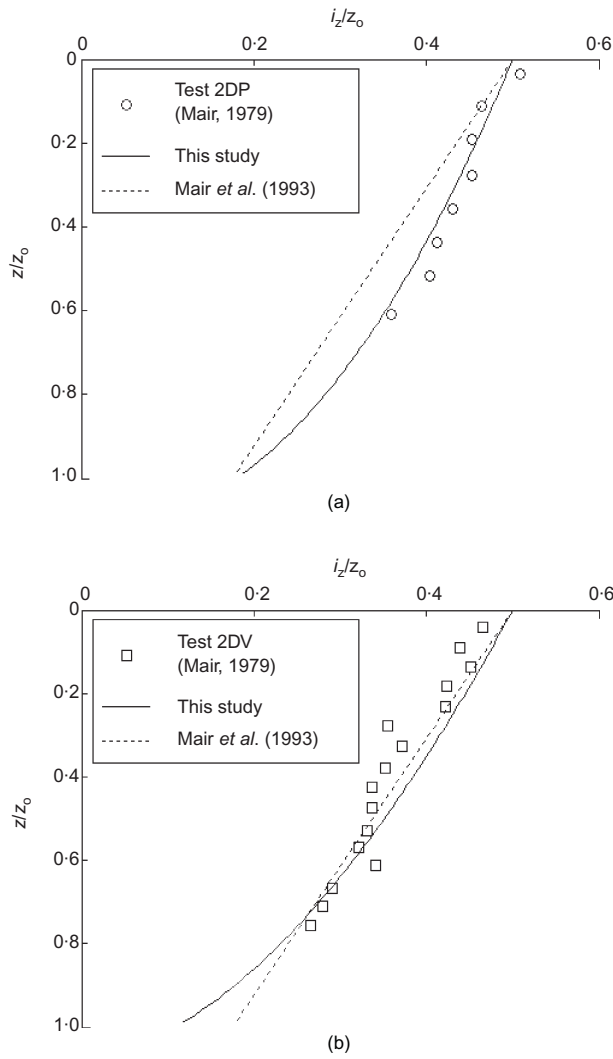 i_z/z_o
0 0·2 0·4 0·6
0
0·2
0·4
0·6
0·8
1·0
z/z_o
Test 2DP
(Mair, 1979)
This study
Mair et al. (1993)
(a)
i_z/z_o
0 0·2 0·4 0·6
0
0·2
0·4
0·6
0·8
1·0
z/z_o
Test 2DV
(Mair, 1979)
This study
Mair et al. (1993)
(b)